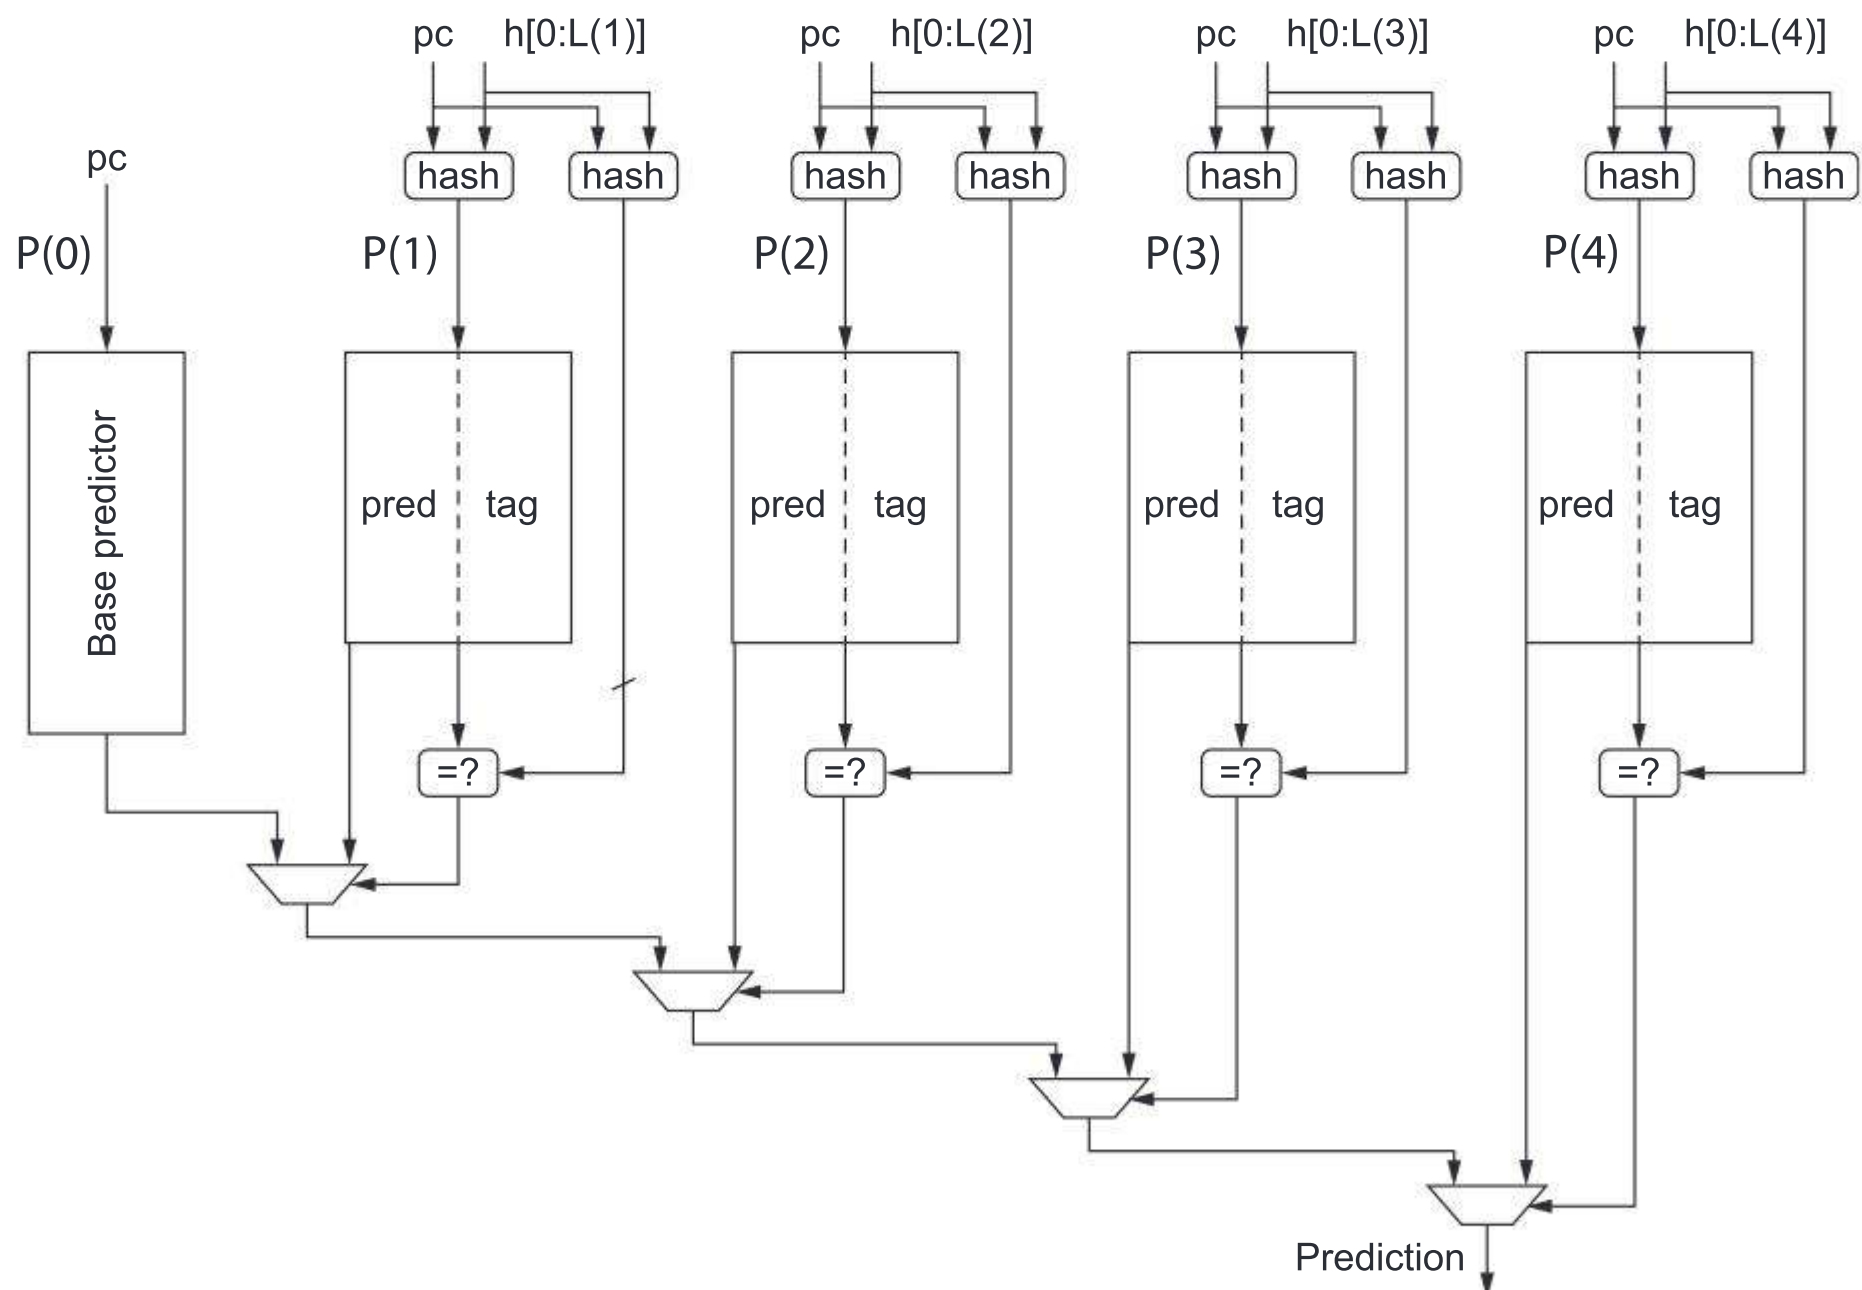 pc h[0:L(1)] pc h[0:L(2)] pc h[0:L(3)] pc h[0:L(4)]
pc
hash hash hash hash hash hash hash hash
P(0) P(1) P(2) P(3) P(4)
Base predictor
pred tag pred tag pred tag pred tag
=? =? =? =?
Prediction